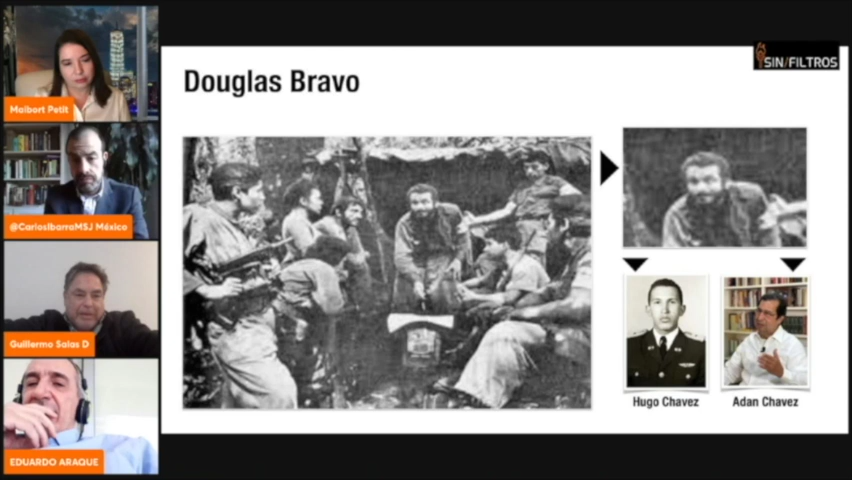 Maibort Petit
@CarlosIbarraMSJ México
Guillermo Salas D
EDUARDO ARAQUE
SIN/FILTROS
Douglas Bravo
Hugo Chavez
Adan Chavez